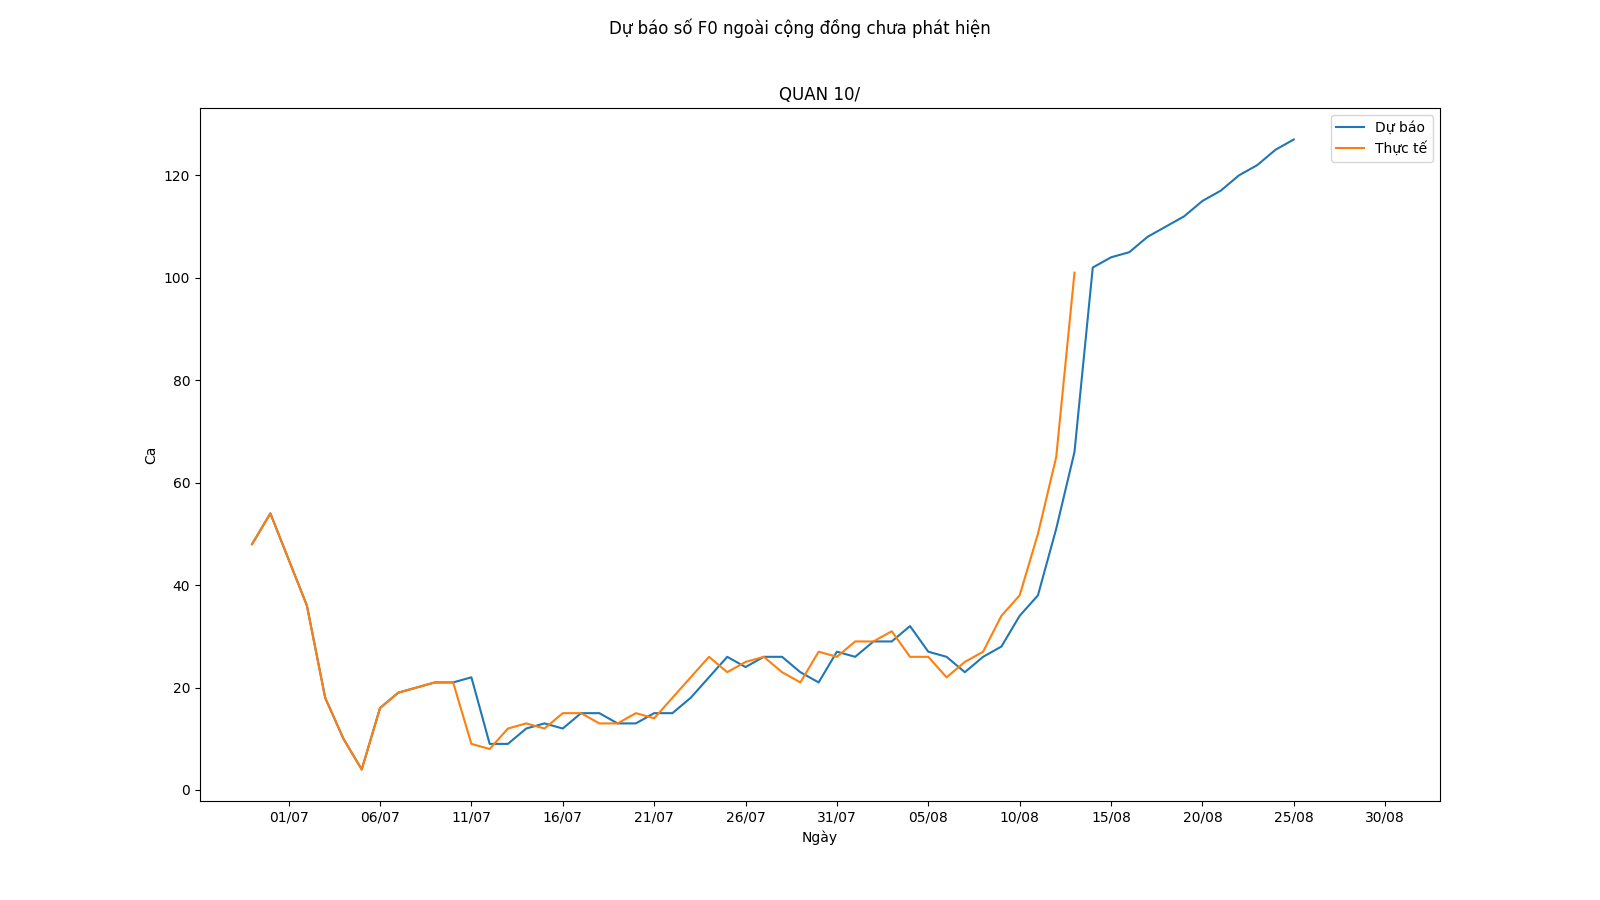 Dự báo số F0 ngoài cộng đồng chưa phát hiện
QUAN 10/
Dự báo
Thực tế
120
100
80
60
40
20
0
Ca
01/07 06/07 11/07 16/07 21/07 26/07 31/07 05/08 10/08 15/08 20/08 25/08 30/08
Ngày